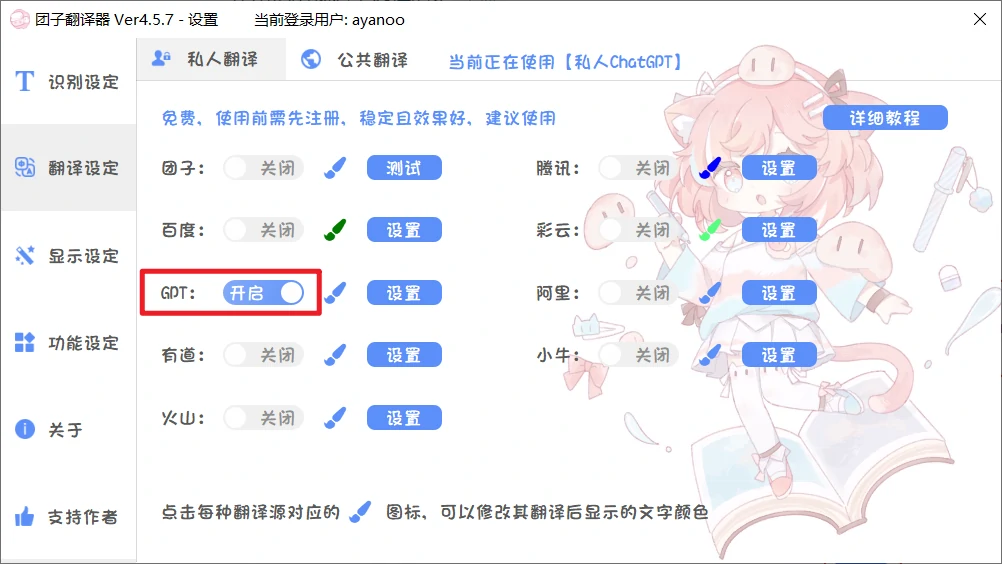 团子翻译器 Ver4.5.7 - 设置 当前登录用户: ayanoo
私人翻译 公共翻译 当前正在使用【私人ChatGPT】
识别设定
翻译设定
显示设定
功能设定
关于
支持作者
免费, 使用前需先注册, 稳定且效果好, 建议使用 详细教程
团子: 关闭 测试 腾讯: 关闭 设置
百度: 关闭 设置 彩云: 关闭 设置
GPT: 开启 设置 阿里: 关闭 设置
有道: 关闭 设置 小牛: 关闭 设置
火山: 关闭 设置
点击每种翻译源对应的 图标, 可以修改其翻译后显示的文字颜色